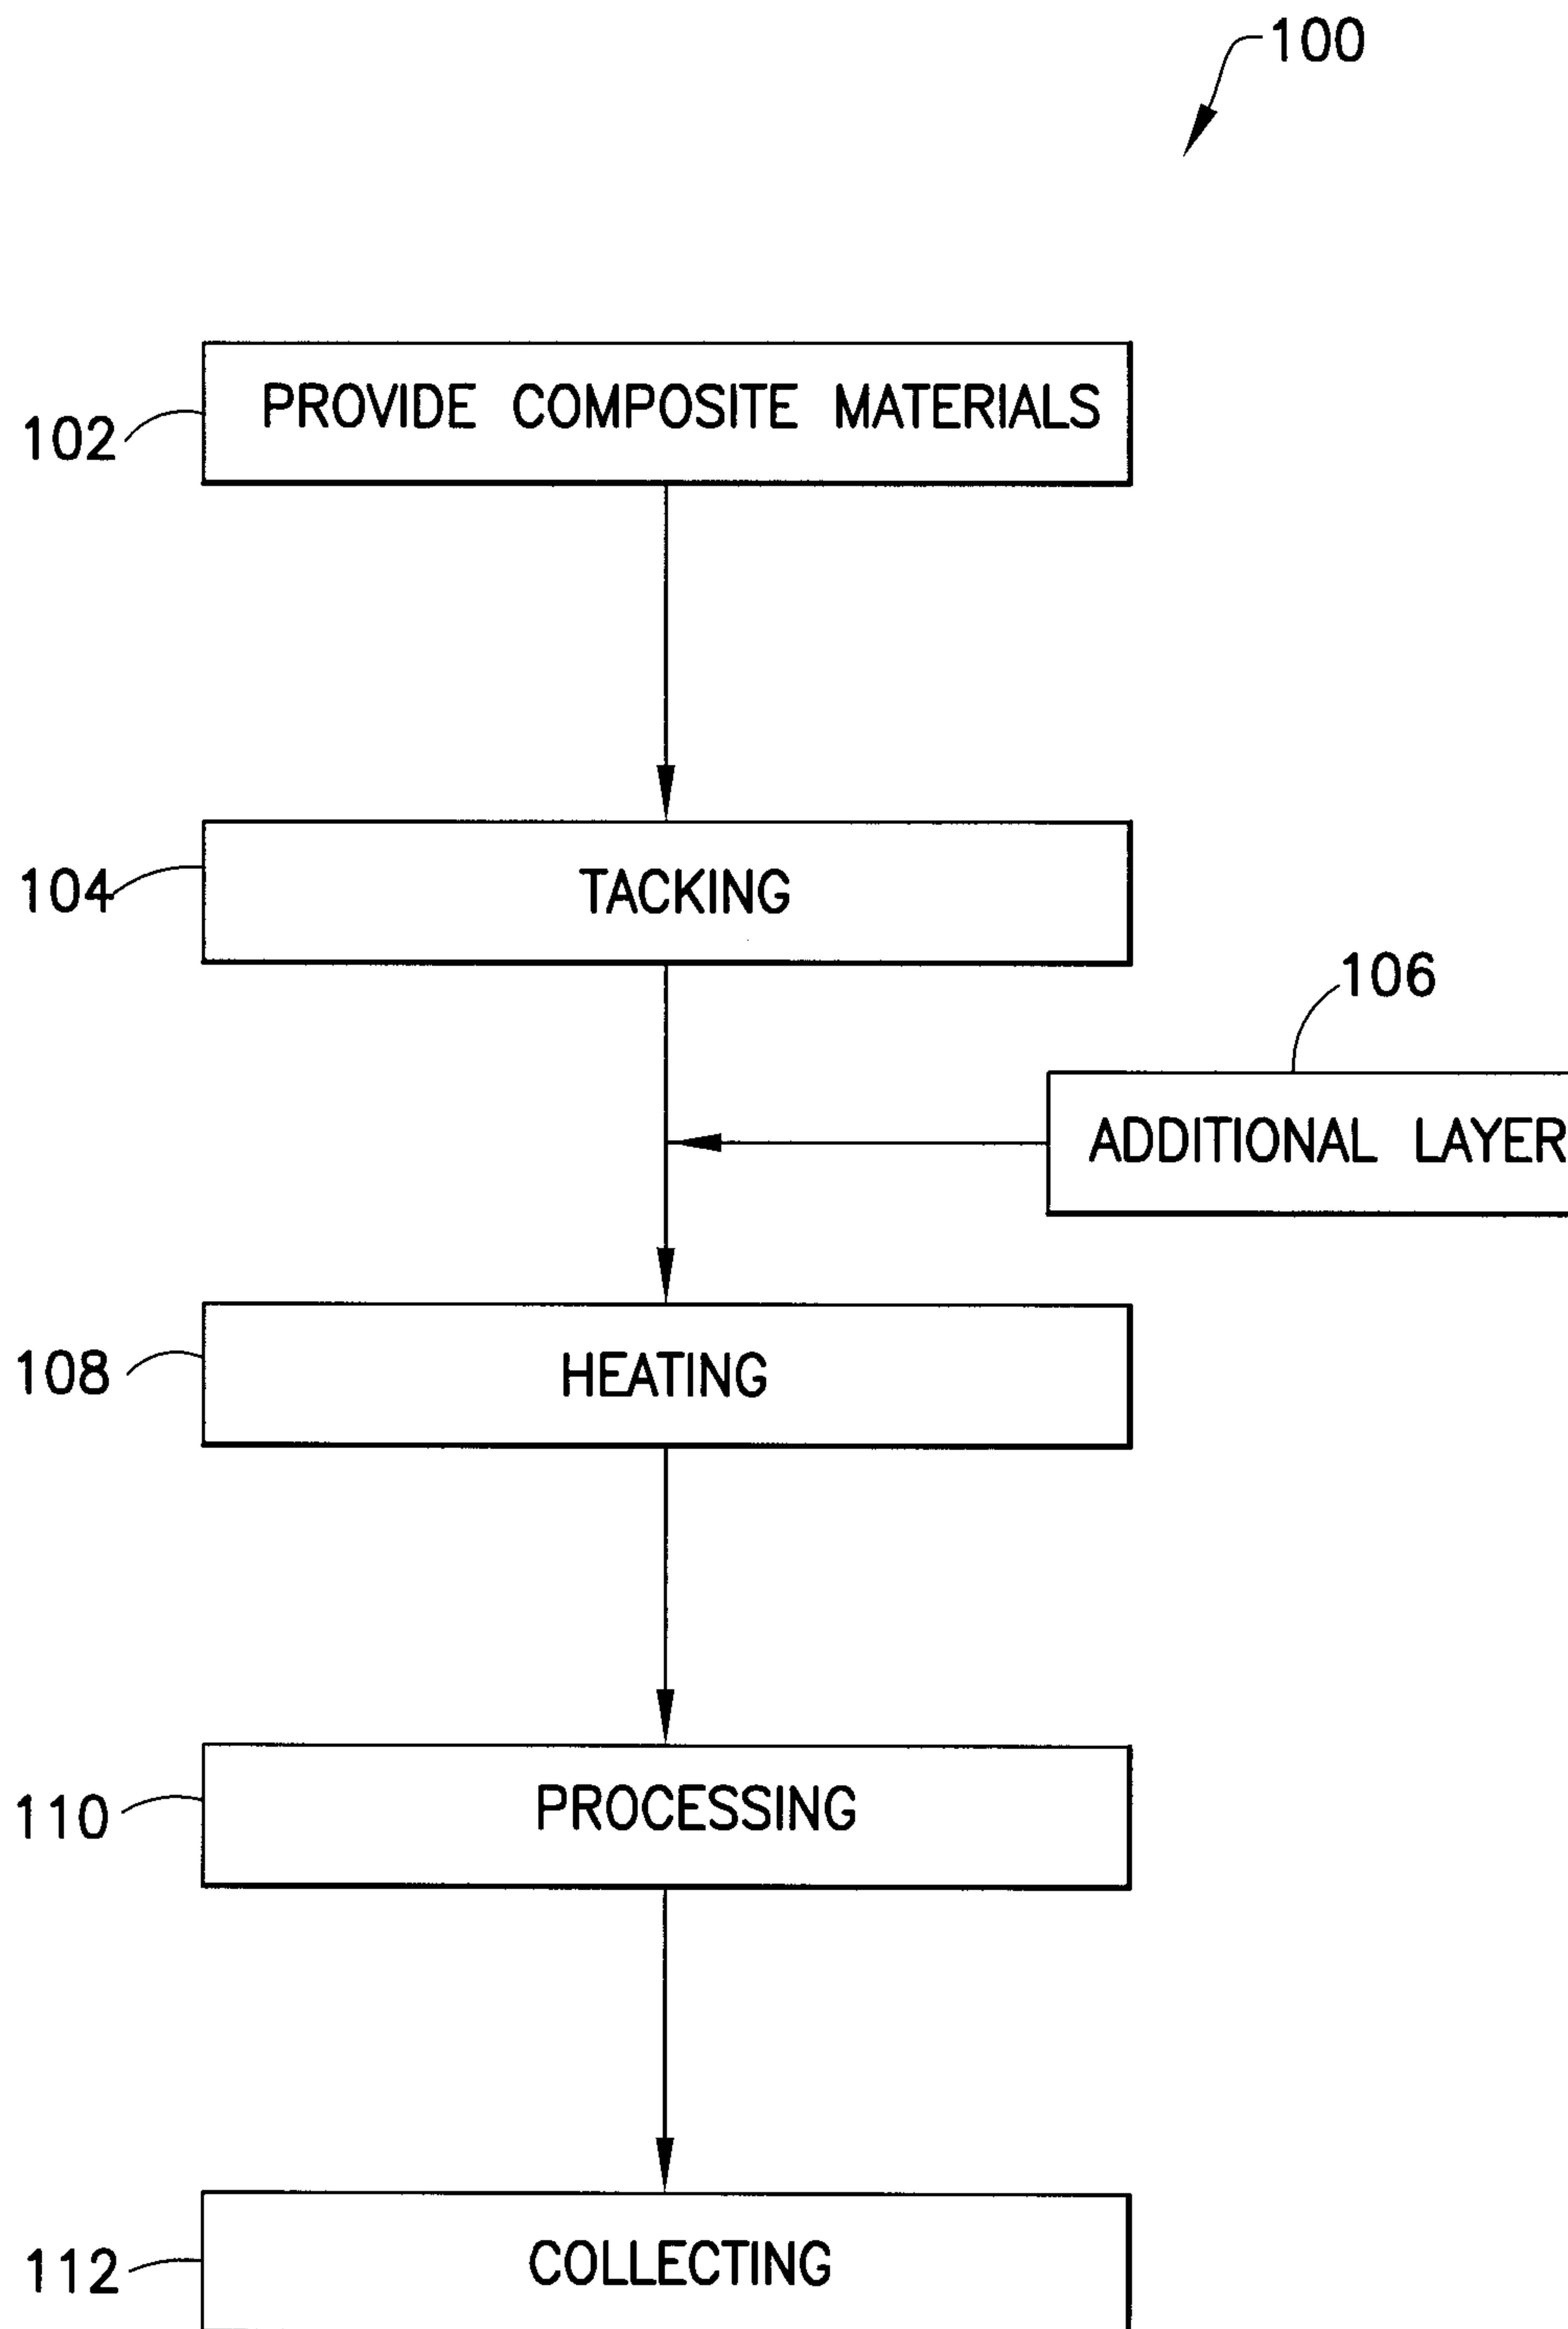 100
102
PROVIDE COMPOSITE MATERIALS
104
TACKING
106
ADDITIONAL LAYER
108
HEATING
110
PROCESSING
112
COLLECTING